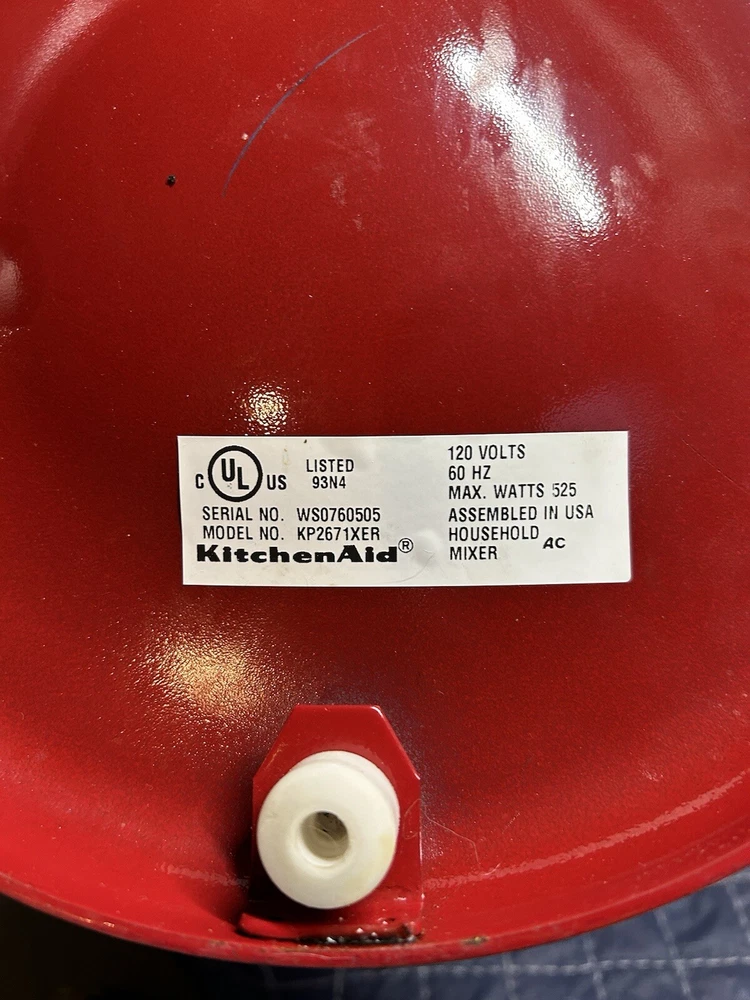 C UL US LISTED
93N4
SERIAL NO. WS0760505
MODEL NO. KP2671XER
KitchenAid®
120 VOLTS
60 HZ
MAX. WATTS 525
ASSEMBLED IN USA
HOUSEHOLD
MIXER
AC